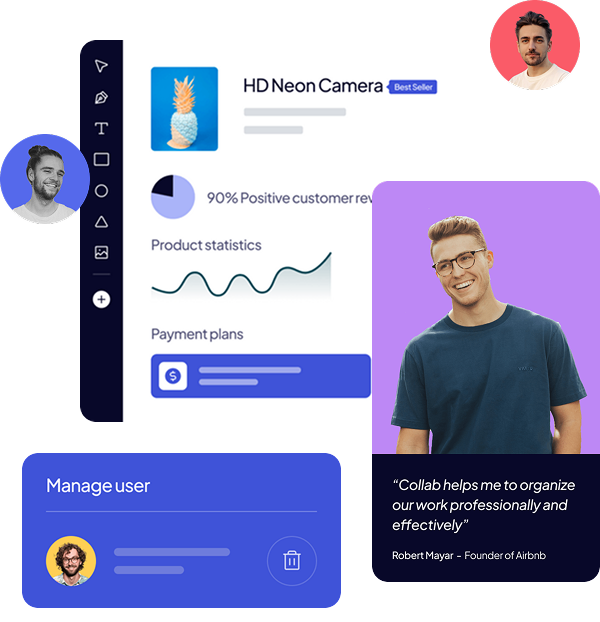 HD Neon Camera
Best Seller
T
90% Positive customer rev
Product statistics
Payment plans
$
Manage user
“Collab helps me to organize
our work professionally and
effectively”
Robert Mayar - Founder of Airbnb